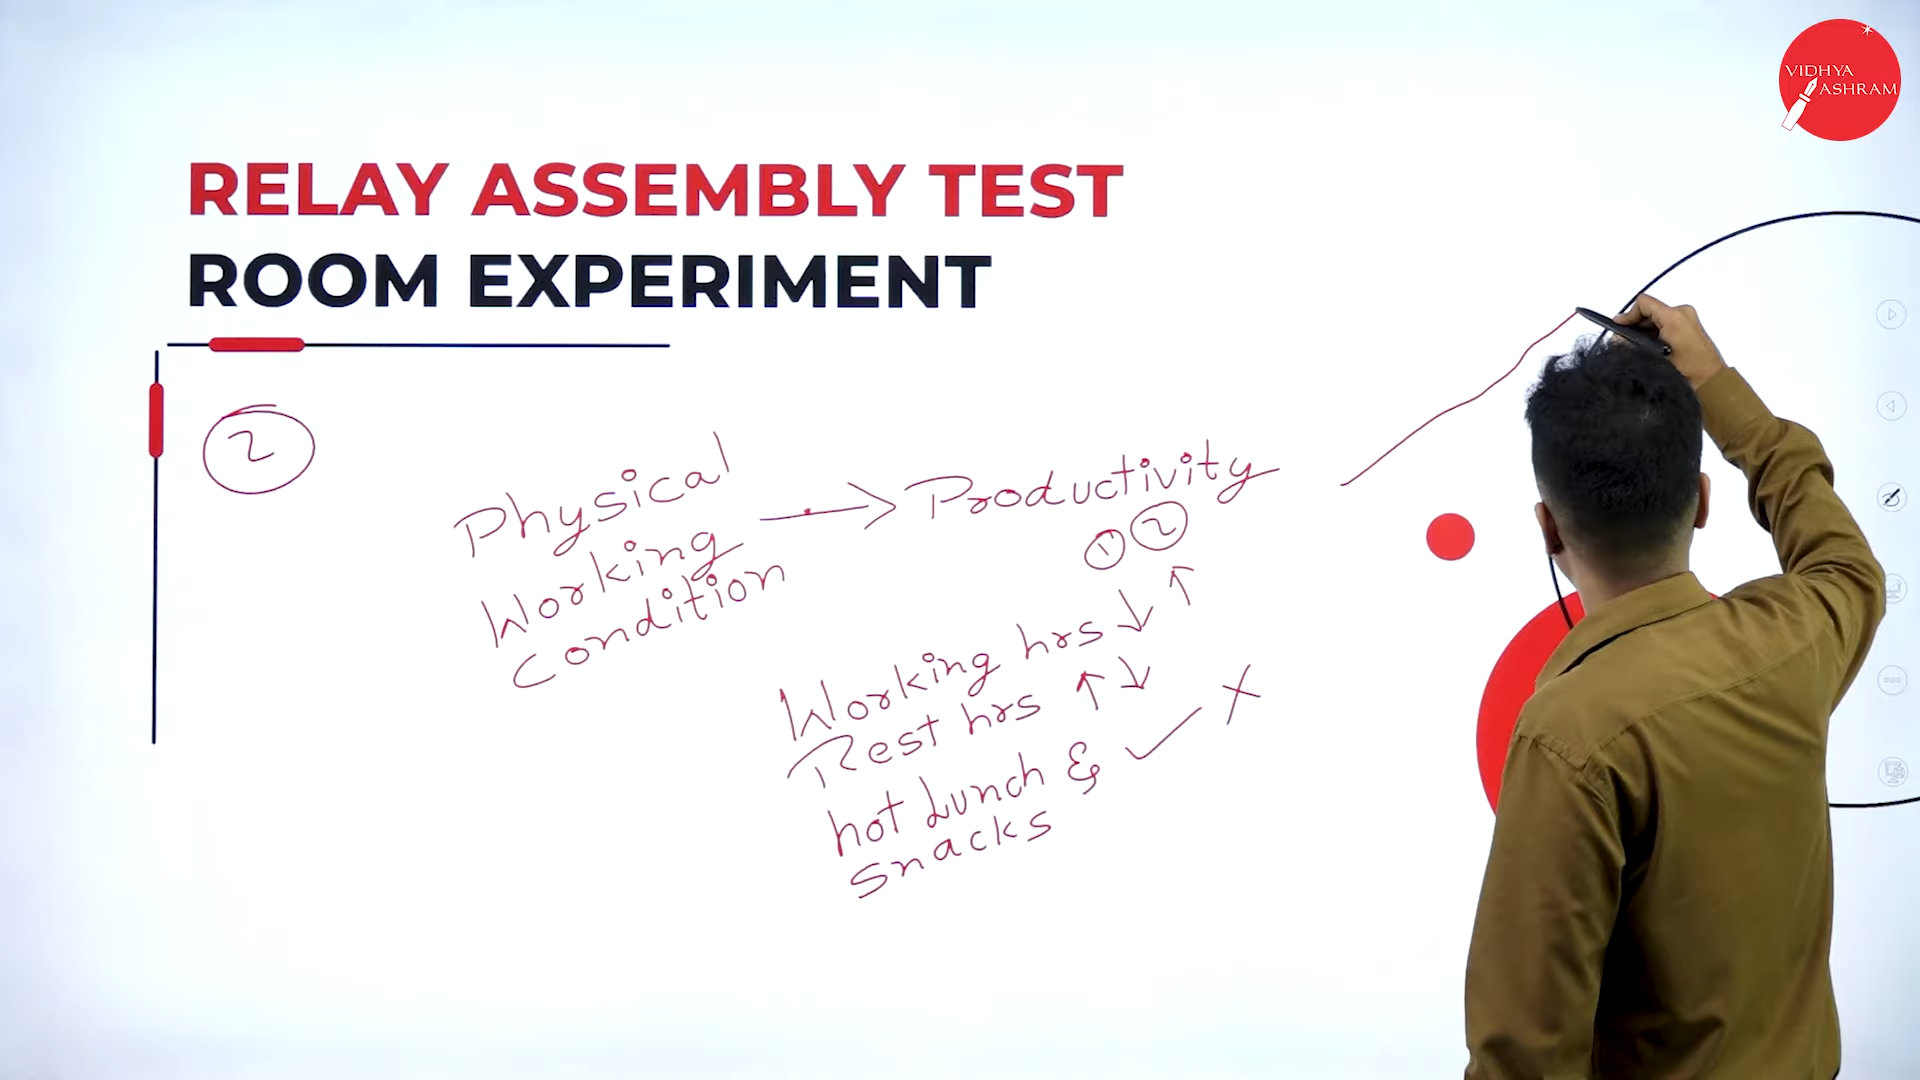 VIDHYA
ASHRAM
RELAY ASSEMBLY TEST
ROOM EXPERIMENT
2
Physical
Working
Condition
→ Productivity
1 2
Working hrs ↓ ↑
Rest hrs ↑ ↓
hot Lunch & ✓ X
snacks